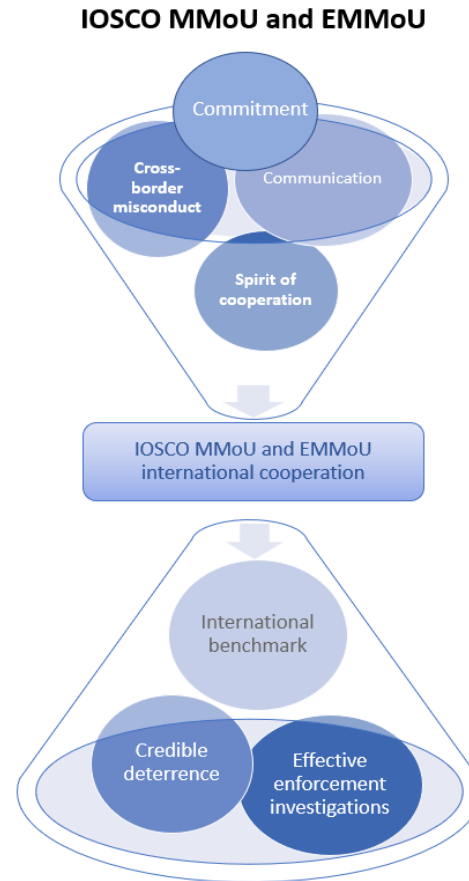 IOSCO MMoU and EMMoU
Commitment
Cross-
border
misconduct
Communication
Spirit of
cooperation
IOSCO MMoU and EMMoU
international cooperation
International
benchmark
Credible
deterrence
Effective
enforcement
investigations